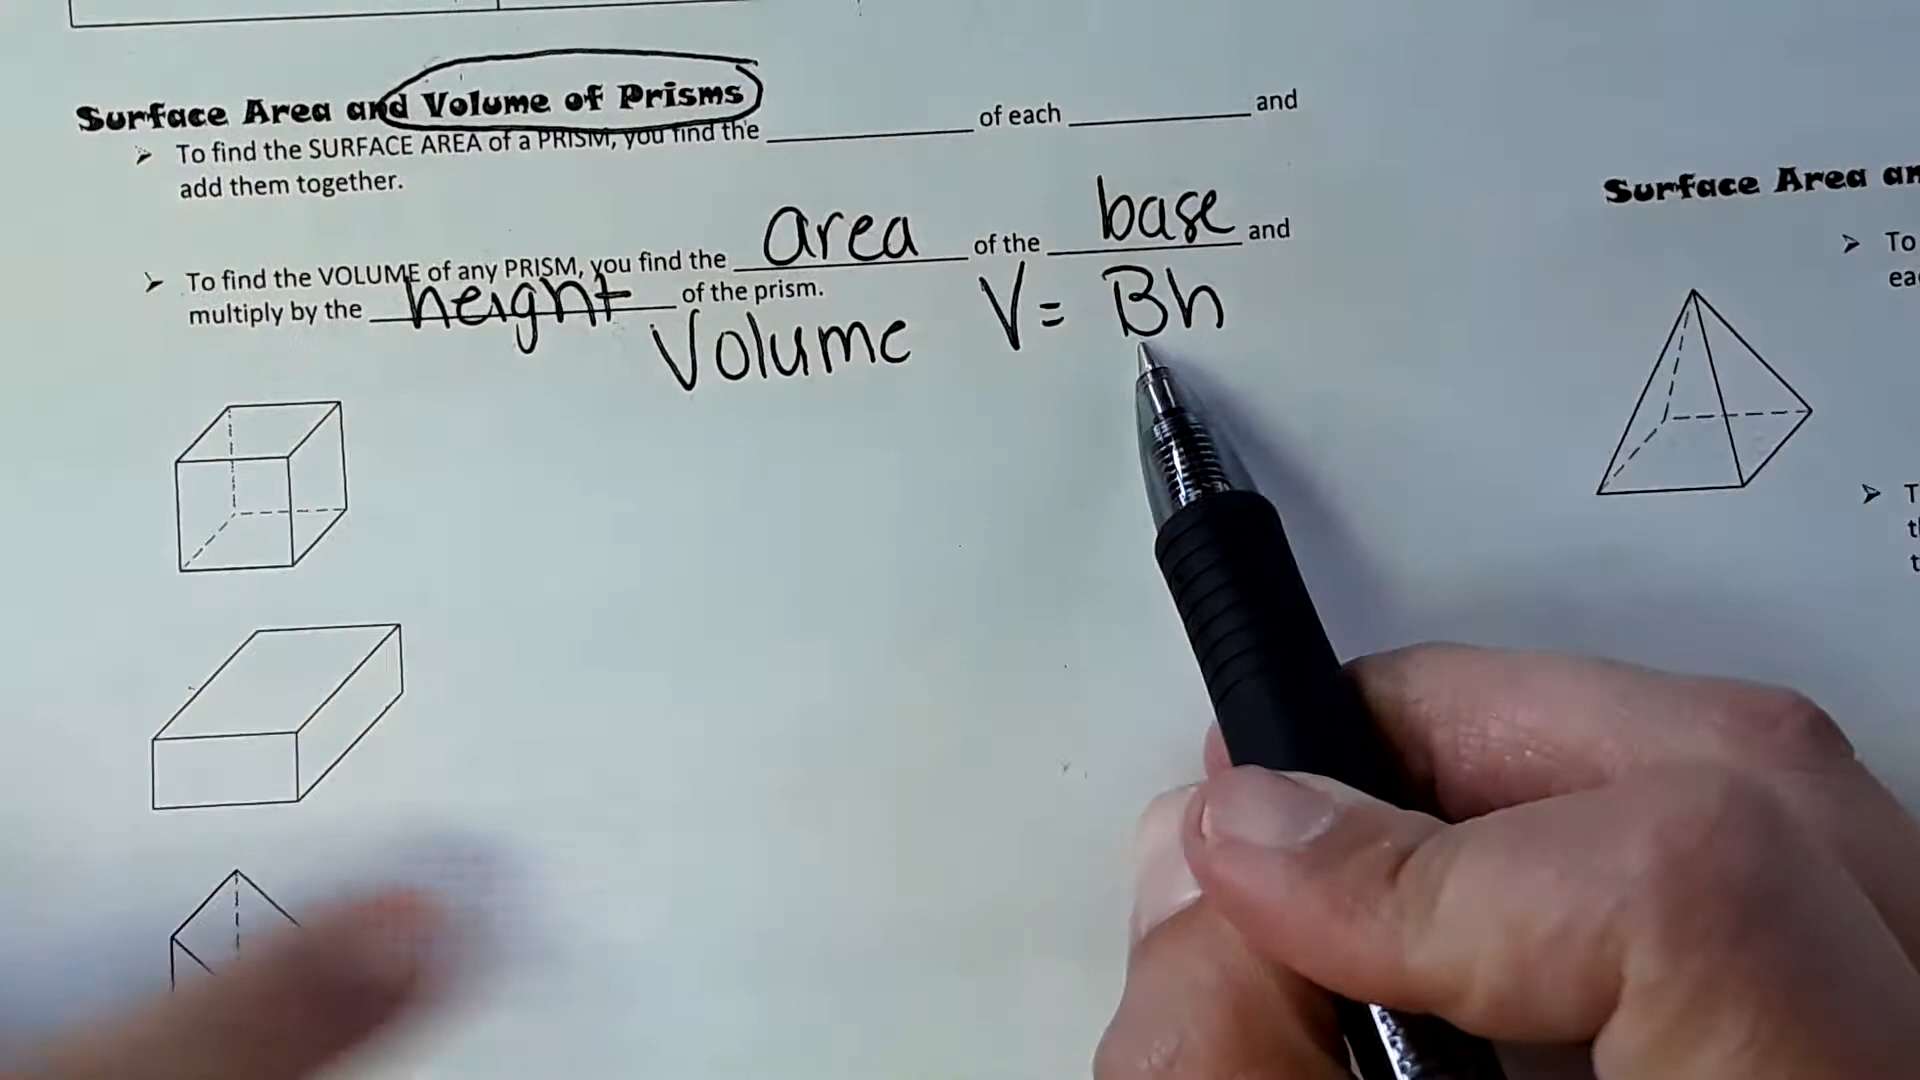 Surface Area and Volume of Prisms
➢ To find the SURFACE AREA of a PRISM, you find the ____________ of each ____________ and
add them together.
➢ To find the VOLUME of any PRISM, you find the area of the base and
multiply by the height of the prism.
Volume V = Bh
Surface Area an
➢ To
ea
➢ T
t
t